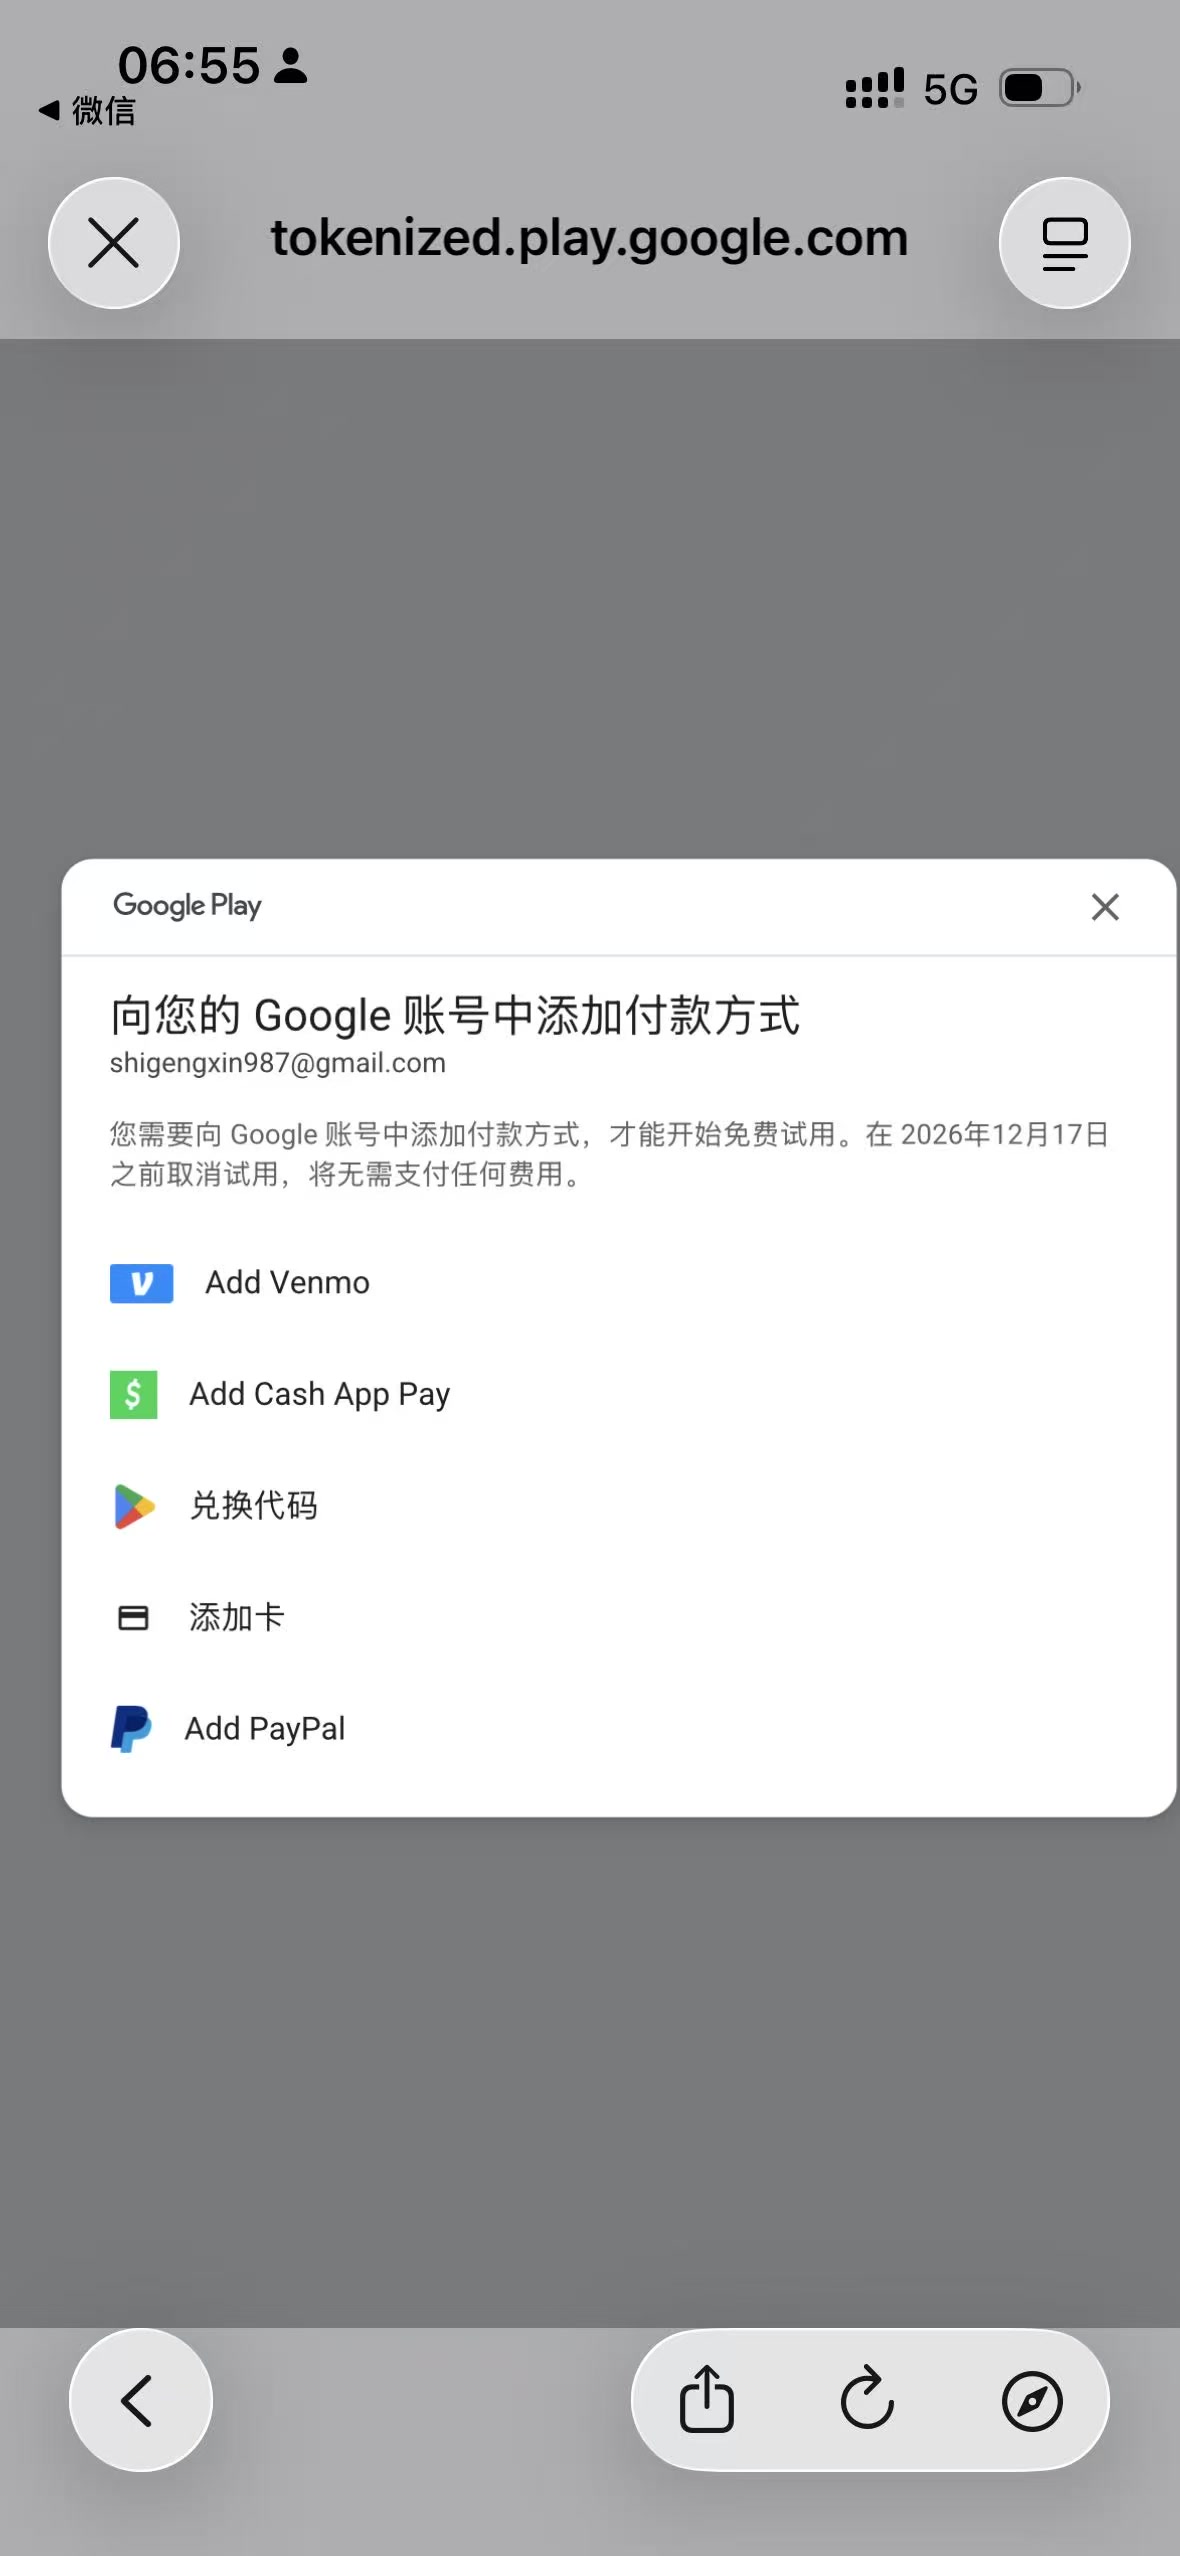 06:55
微信
5G
tokenized.play.google.com
Google Play
向您的 Google 账号中添加付款方式
shigengxin987@gmail.com
您需要向 Google 账号中添加付款方式，才能开始免费试用。在 2026年12月17日
之前取消试用，将无需支付任何费用。
Add Venmo
Add Cash App Pay
兑换代码
添加卡
Add PayPal